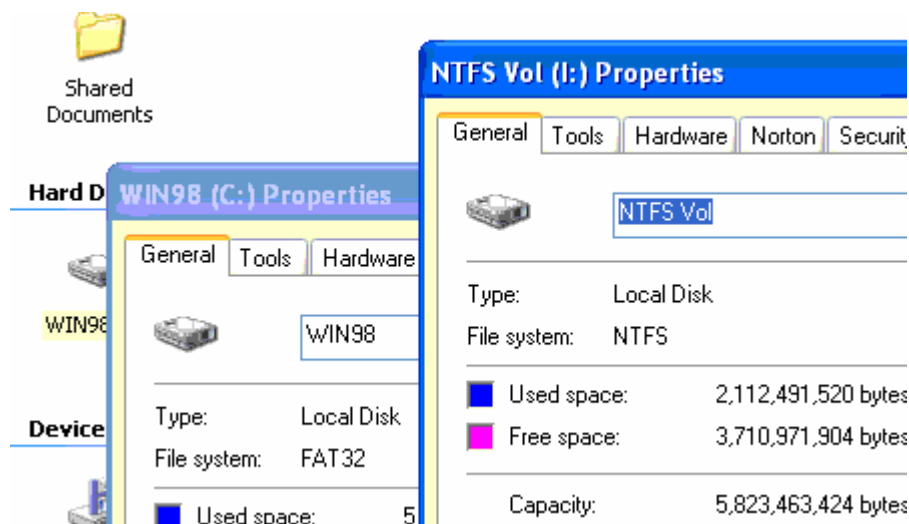 Shared
Documents
Hard D
WIN98
Device
WIN98 (C:) Properties
General Tools Hardware
WIN98
Type: Local Disk
File system: FAT32
Used space: 5
NTFS Vol (I:) Properties
General Tools Hardware Norton Securit
NTFS Vol
Type: Local Disk
File system: NTFS
Used space: 2,112,491,520 bytes
Free space: 3,710,971,904 bytes
Capacity: 5,823,463,424 bytes